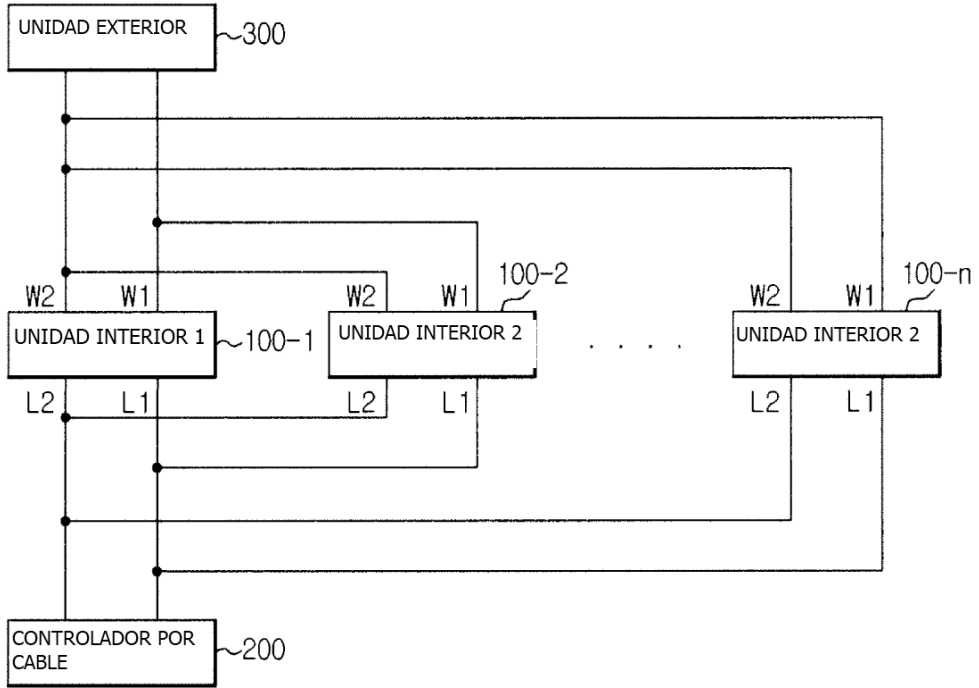 UNIDAD EXTERIOR
300
100-2
100-n
W2
W1
W2
W1
W2
W1
UNIDAD INTERIOR 1
100-1
UNIDAD INTERIOR 2
. . . .
UNIDAD INTERIOR 2
L2
L1
L2
L1
L2
L1
CONTROLADOR POR
CABLE
200